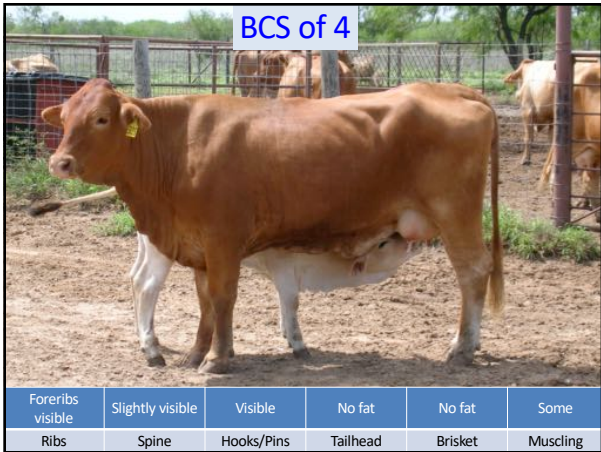 BCS of 4
Foreribs visible Slightly visible Visible No fat No fat Some
Ribs Spine Hooks/Pins Tailhead Brisket Muscling